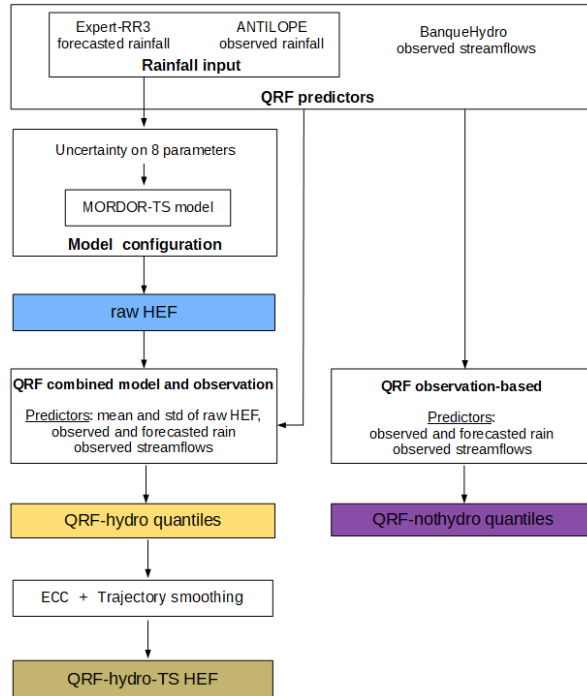 Expert-RR3
forecasted rainfall
ANTILOPE
observed rainfall
Rainfall input
BanqueHydro
observed streamflows
QRF predictors
Uncertainty on 8 parameters
MORDOR-TS model
Model configuration
raw HEF
QRF combined model and observation
Predictors: mean and std of raw HEF,
observed and forecasted rain
observed streamflows
QRF observation-based
Predictors:
observed and forecasted rain
observed streamflows
QRF-hydro quantiles
QRF-nothydro quantiles
ECC + Trajectory smoothing
QRF-hydro-TS HEF